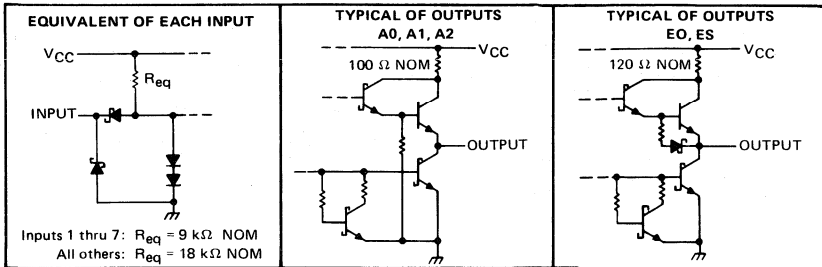 EQUIVALENT OF EACH INPUT
VCC
Req
INPUT
Inputs 1 thru 7: Req = 9 kΩ NOM
All others: Req = 18 kΩ NOM
TYPICAL OF OUTPUTS
A0, A1, A2
VCC
100 Ω NOM
OUTPUT
TYPICAL OF OUTPUTS
EO, ES
VCC
120 Ω NOM
OUTPUT